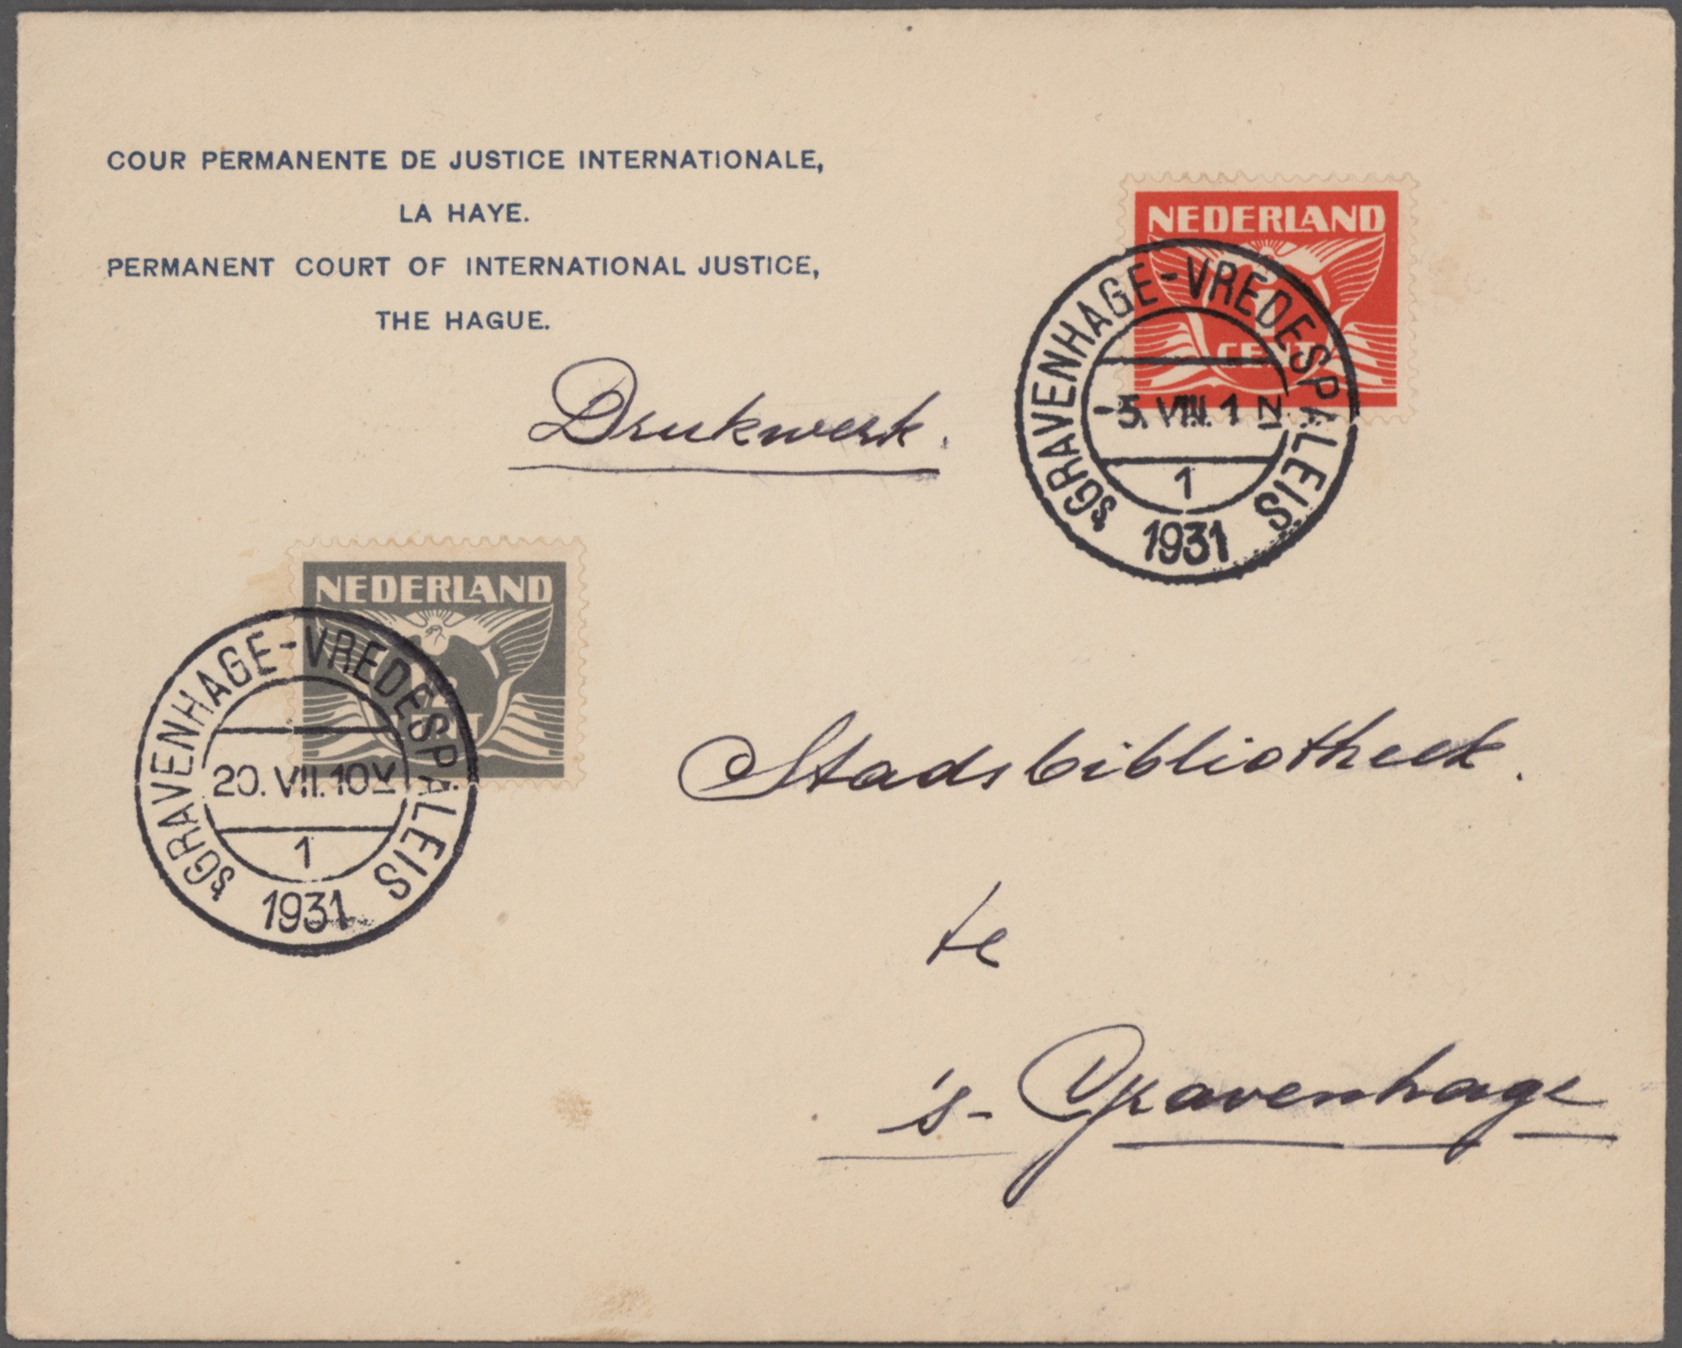 COUR PERMANENTE DE JUSTICE INTERNATIONALE,
LA HAYE.
PERMANENT COURT OF INTERNATIONAL JUSTICE,
THE HAGUE.
NEDERLAND
CENT
'sGRAVENHAGE-VREDESPALEIS
-5. VIII. 1 N
1
1931
Drukwerk.
NEDERLAND
'sGRAVENHAGE-VREDESPALEIS
20. VII. 10 V
1
1931
Stadsbibliotheek.
te
's-Gravenhage